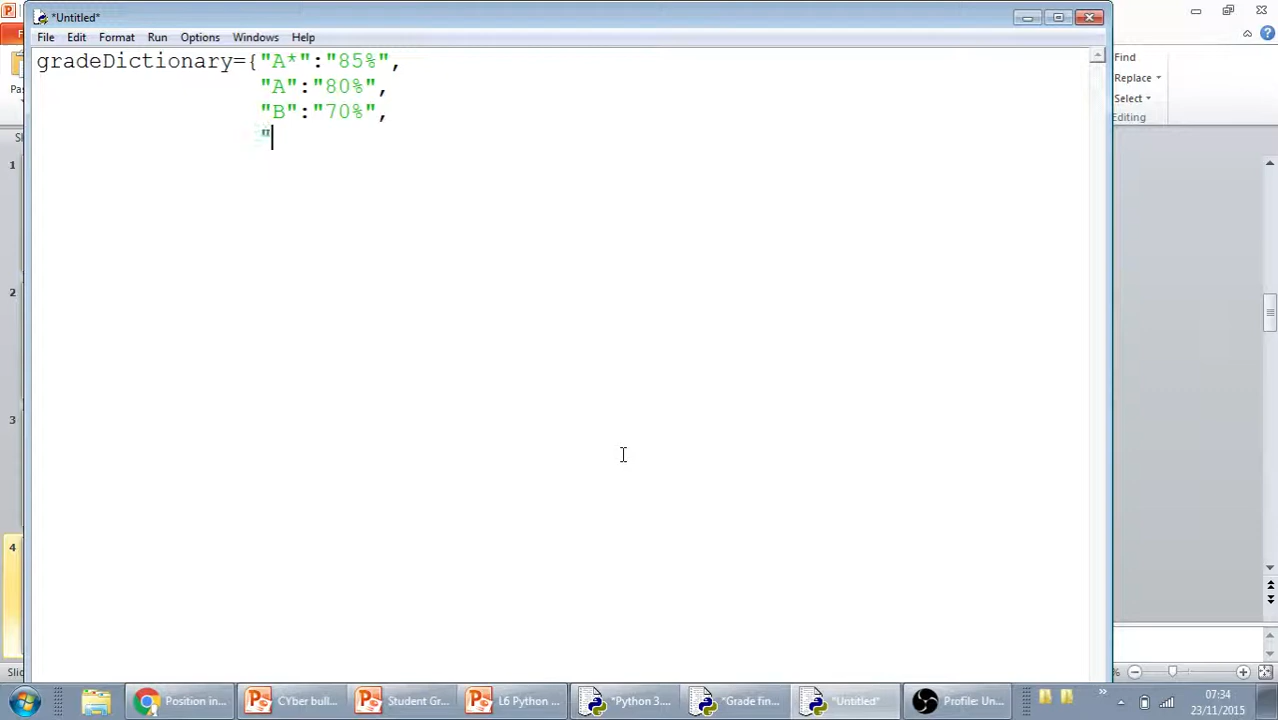 *Untitled*
File Edit Format Run Options Windows Help
gradeDictionary={"A*":"85%",
"A":"80%",
"B":"70%",
"
Find
Replace
Select
Editing
1
2
3
4
%
Position in...
CYber bull...
Student Gr...
L6 Python ...
*Python 3....
*Grade fin...
*Untitled*
Profile: Un...
07:34
23/11/2015